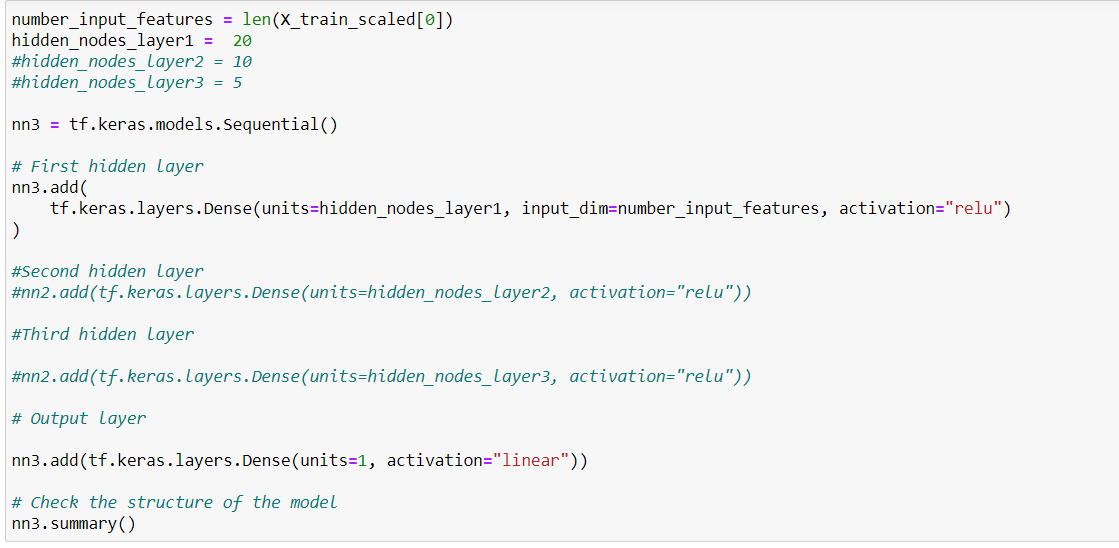 number_input_features = len(X_train_scaled[0])
hidden_nodes_layer1 =  20
#hidden_nodes_layer2 = 10
#hidden_nodes_layer3 = 5
nn3 = tf.keras.models.Sequential()
# First hidden layer
nn3.add(
    tf.keras.layers.Dense(units=hidden_nodes_layer1, input_dim=number_input_features, activation="relu")
)
#Second hidden layer
#nn2.add(tf.keras.layers.Dense(units=hidden_nodes_layer2, activation="relu"))
#Third hidden layer
#nn2.add(tf.keras.layers.Dense(units=hidden_nodes_layer3, activation="relu"))
# Output layer
nn3.add(tf.keras.layers.Dense(units=1, activation="linear"))
# Check the structure of the model
nn3.summary()